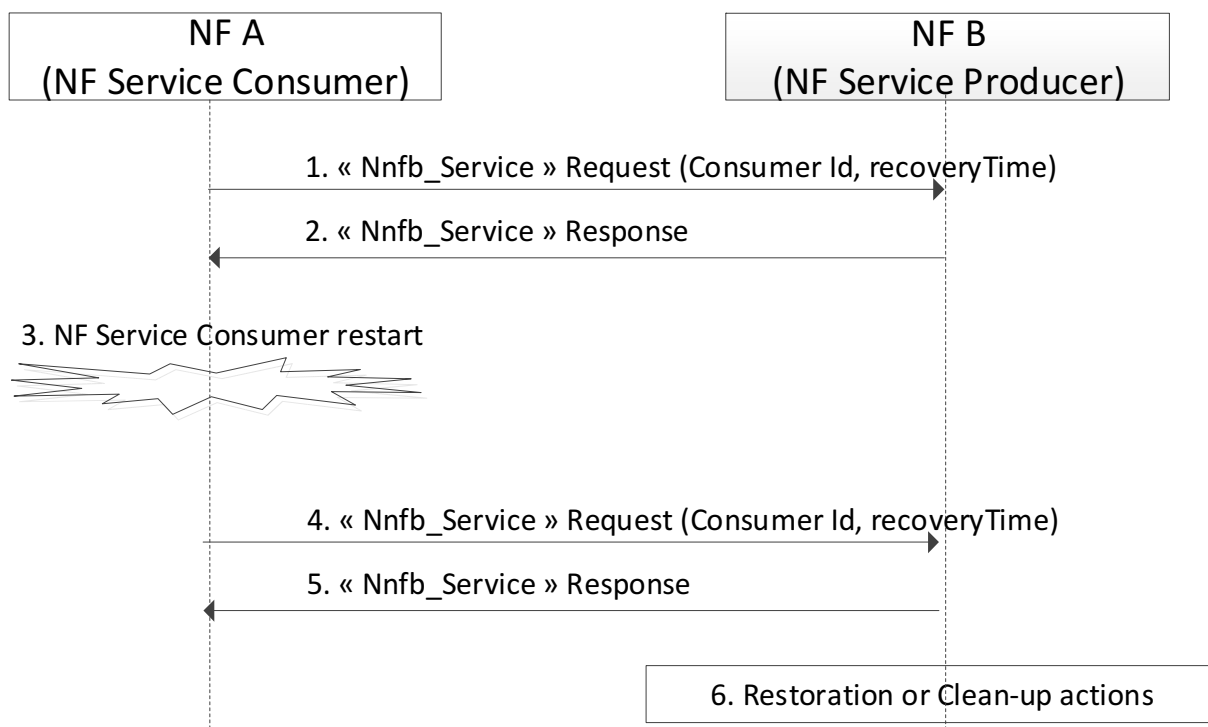 NF A
(NF Service Consumer)
NF B
(NF Service Producer)
1. « Nnfb_Service » Request (Consumer Id, recoveryTime)
2. « Nnfb_Service » Response
3. NF Service Consumer restart
4. « Nnfb_Service » Request (Consumer Id, recoveryTime)
5. « Nnfb_Service » Response
6. Restoration or Clean-up actions